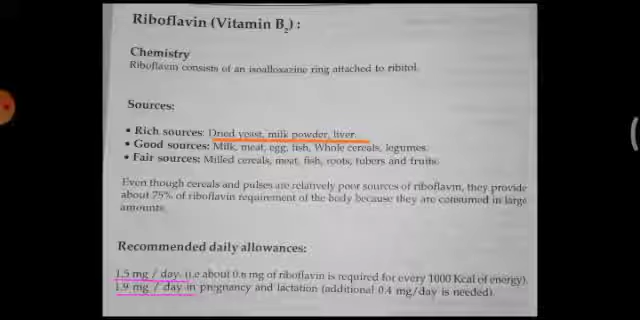 Riboflavin (Vitamin B₂) :
Chemistry
Riboflavin consists of an isoalloxazine ring attached to ribitol.
Sources:
• Rich sources: Dried yeast, milk powder, liver.
• Good sources: Milk, meat, egg, fish, Whole cereals, legumes.
• Fair sources: Milled cereals, meat, fish, roots, tubers and fruits.
Even though cereals and pulses are relatively poor sources of riboflavin, they provide
about 75% of riboflavin requirement of the body because they are consumed in large
amounts.
Recommended daily allowances:
1.5 mg / day. (i.e about 0.6 mg of riboflavin is required for every 1000 Kcal of energy).
1.9 mg / day in pregnancy and lactation (additional 0.4 mg/day is needed).